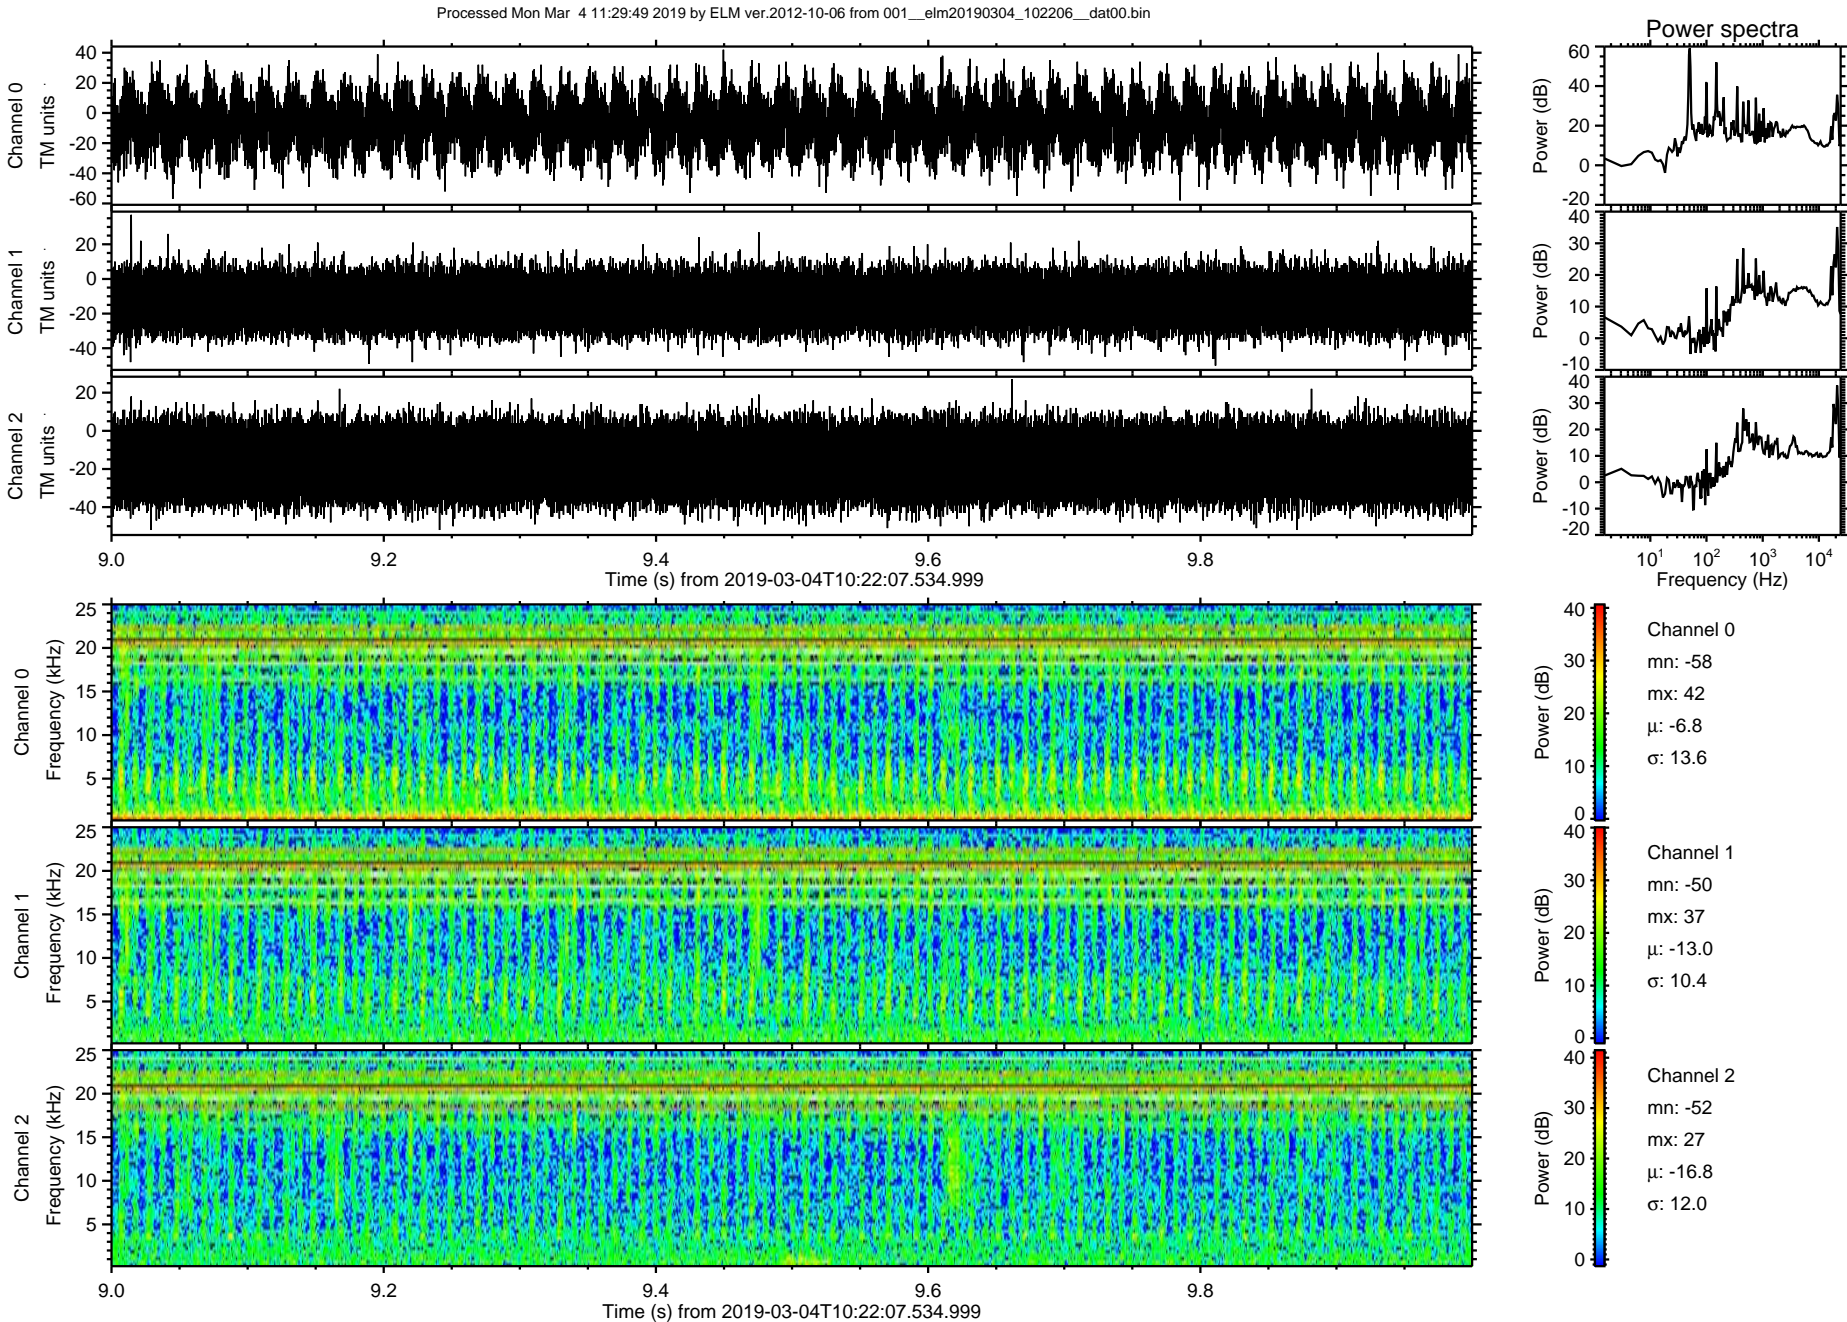 Processed Mon Mar  4 11:29:49 2019 by ELM ver.2012-10-06 from 001__elm20190304_102206__dat00.bin
Power spectra
Channel 0
TM units
40
20
0
-20
-40
-60
Power (dB)
60
40
20
0
-20
Channel 1
TM units
20
0
-20
-40
Power (dB)
40
30
20
10
0
-10
Channel 2
TM units
20
0
-20
-40
Power (dB)
40
30
20
10
0
-10
-20
9.0 9.2 9.4 9.6 9.8
Time (s) from 2019-03-04T10:22:07.534.999
10¹ 10² 10³ 10⁴
Frequency (Hz)
Channel 0
Frequency (kHz)
25
20
15
10
5
Power (dB)
40
30
20
10
0
Channel 0
mn: -58
mx: 42
μ: -6.8
σ: 13.6
Channel 1
Frequency (kHz)
25
20
15
10
5
Power (dB)
40
30
20
10
0
Channel 1
mn: -50
mx: 37
μ: -13.0
σ: 10.4
Channel 2
Frequency (kHz)
25
20
15
10
5
Power (dB)
40
30
20
10
0
Channel 2
mn: -52
mx: 27
μ: -16.8
σ: 12.0
9.0 9.2 9.4 9.6 9.8
Time (s) from 2019-03-04T10:22:07.534.999